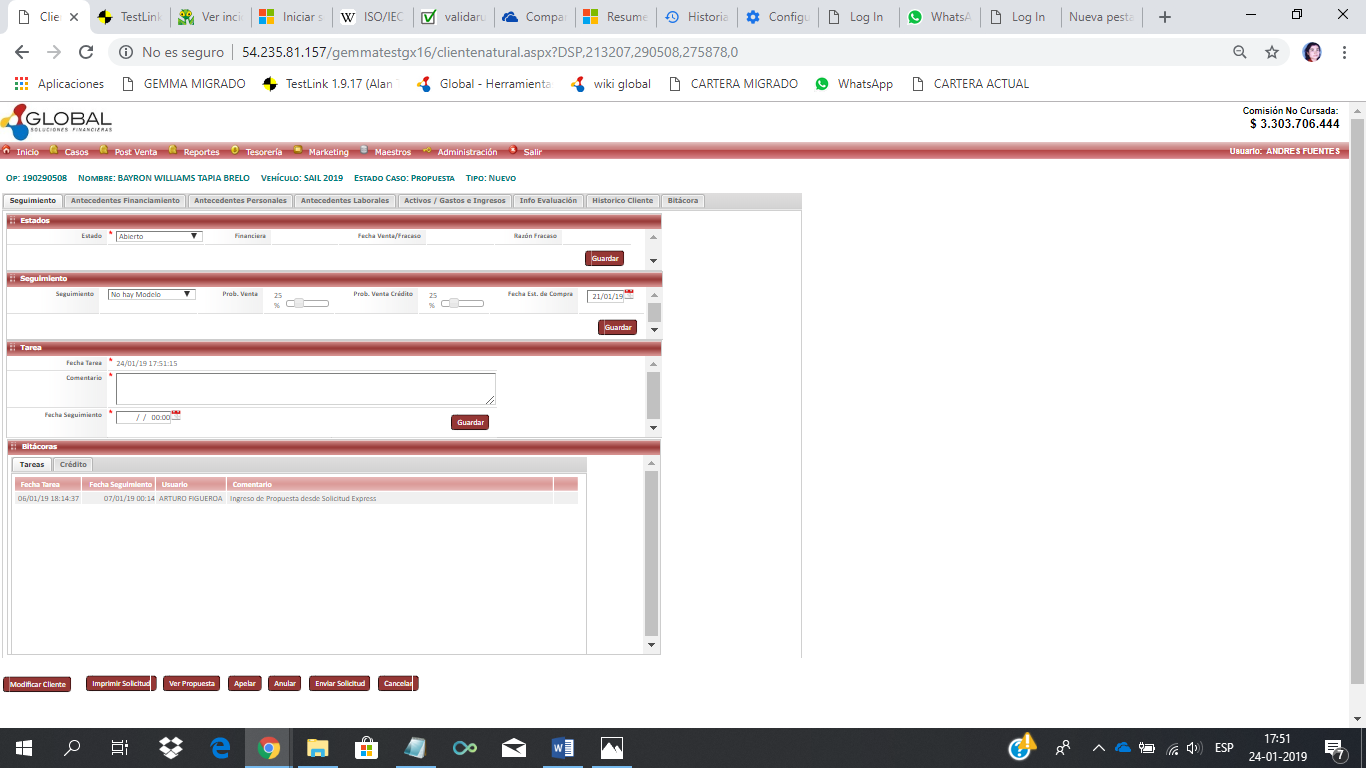 Clie
TestLink
Ver inci
Iniciar s
ISO/IEC
validaru
Compar
Resume
Historia
Configu
Log In
WhatsA
Log In
Nueva pesta
No es seguro | 54.235.81.157/gemmatestgx16/clientenatural.aspx?DSP,213207,290508,275878,0
Aplicaciones GEMMA MIGRADO TestLink 1.9.17 (Alan Global - Herramienta wiki global CARTERA MIGRADO WhatsApp CARTERA ACTUAL
GLOBAL
SOLUCIONES FINANCIERAS
Comisión No Cursada:
$ 3.303.706.444
Inicio Casos Post Venta Reportes Tesorería Marketing Maestros Administración Salir Usuario: ANDRES FUENTES
Op: 190290508 Nombre: BAYRON WILLIAMS TAPIA BRELO Vehículo: SAIL 2019 Estado Caso: Propuesta Tipo: Nuevo
Seguimiento Antecedentes Financiamiento Antecedentes Personales Antecedentes Laborales Activos / Gastos e Ingresos Info Evaluación Historico Cliente Bitácora
Estados
Estado * Abierto Financiera Fecha Venta/Fracaso Razón Fracaso
Guardar
Seguimiento
Seguimiento No hay Modelo Prob. Venta 25 % Prob. Venta Crédito 25 % Fecha Est. de Compra 21/01/19
Guardar
Tarea
Fecha Tarea * 24/01/19 17:51:15
Comentario *
Fecha Seguimiento * / / 00:00 Guardar
Bitácoras
Tareas Crédito
Fecha Tarea Fecha Seguimiento Usuario Comentario
06/01/19 18:14:37 07/01/19 00:14 ARTURO FIGUEROA Ingreso de Propuesta desde Solicitud Express
Modificar Cliente Imprimir Solicitud Ver Propuesta Apelar Anular Enviar Solicitud Cancelar
ESP 17:51
24-01-2019
7